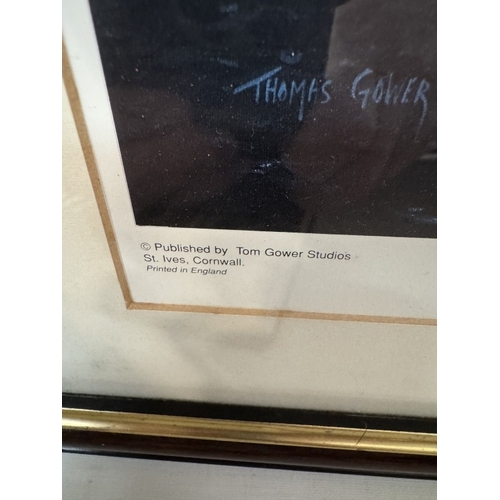 THOMAS GOWER
© Published by Tom Gower Studios
St. Ives, Cornwall.
Printed in England